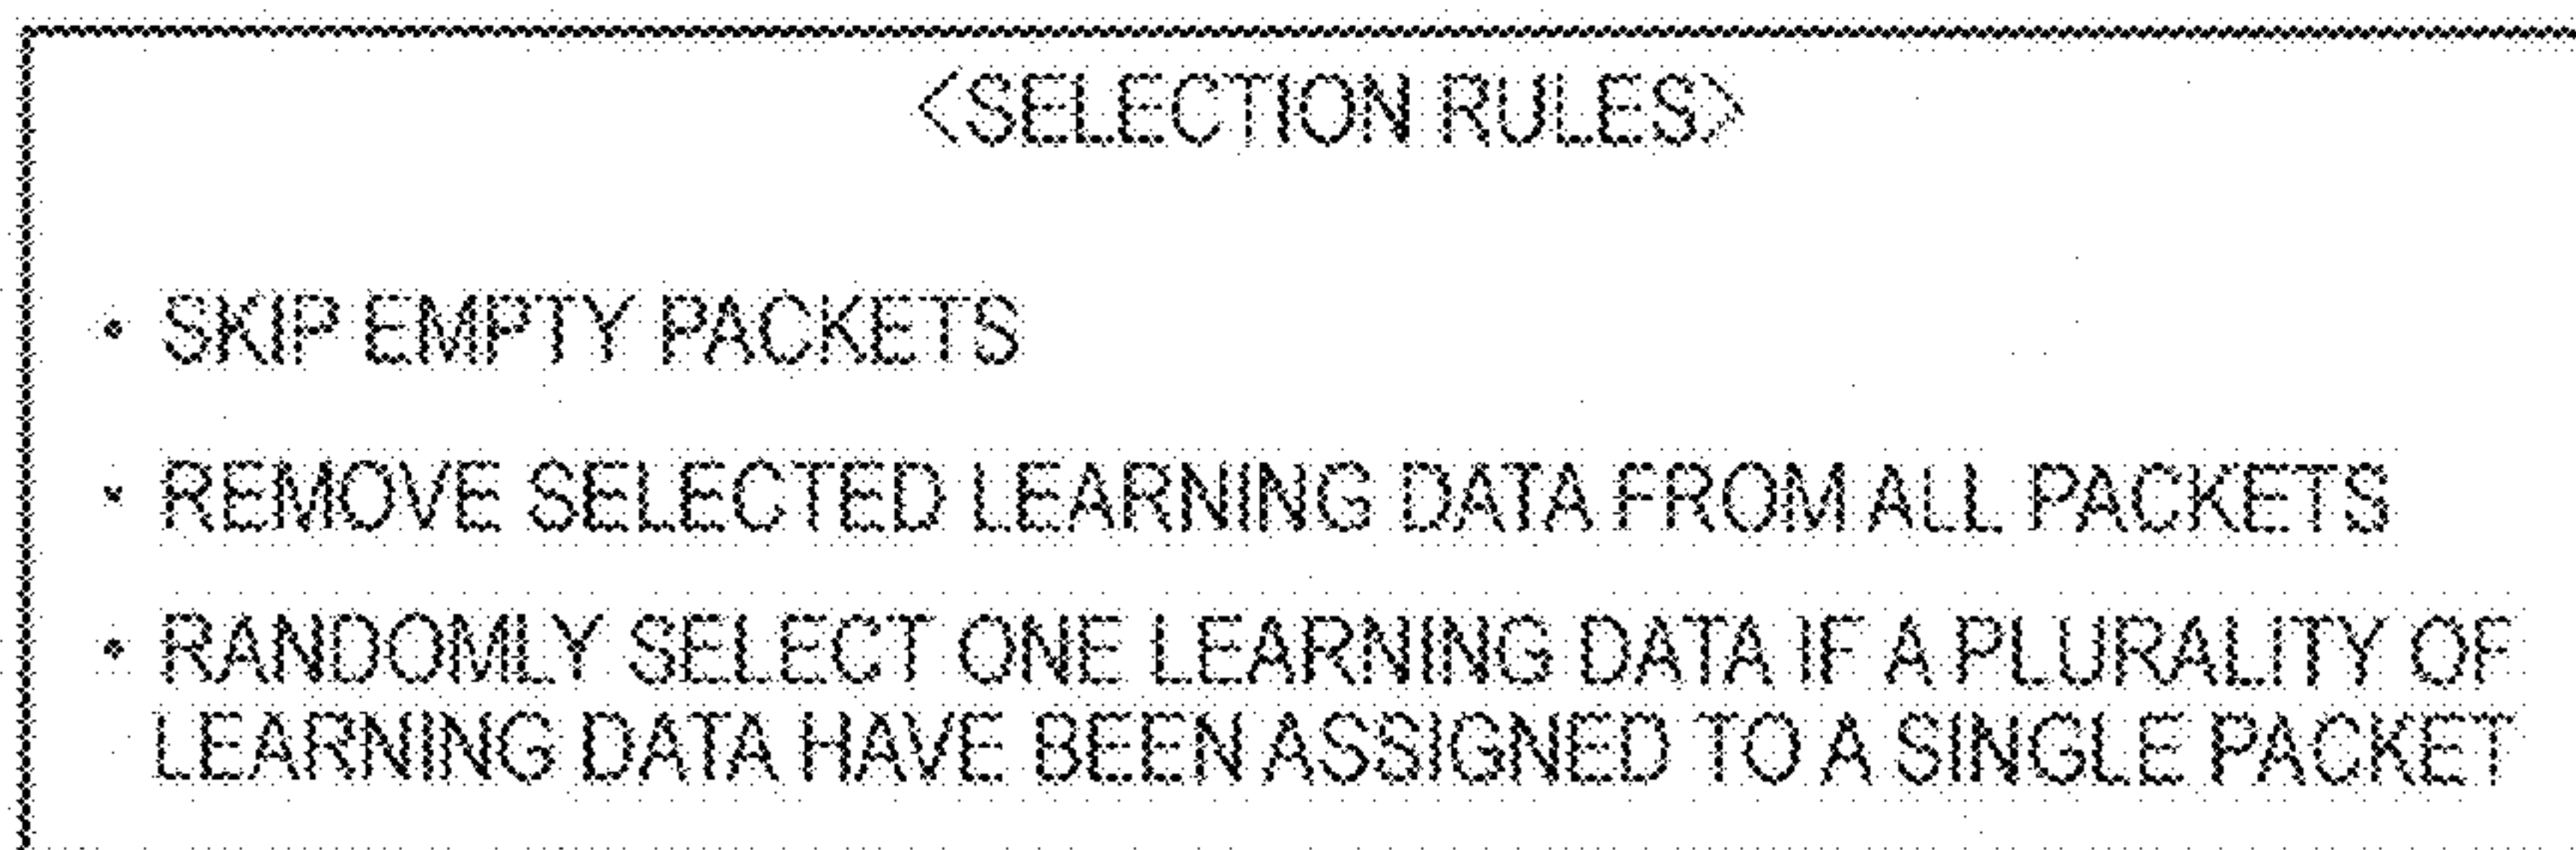 <SELECTION RULES>
• SKIP EMPTY PACKETS
• REMOVE SELECTED LEARNING DATA FROM ALL PACKETS
• RANDOMLY SELECT ONE LEARNING DATA IF A PLURALITY OF
LEARNING DATA HAVE BEEN ASSIGNED TO A SINGLE PACKET